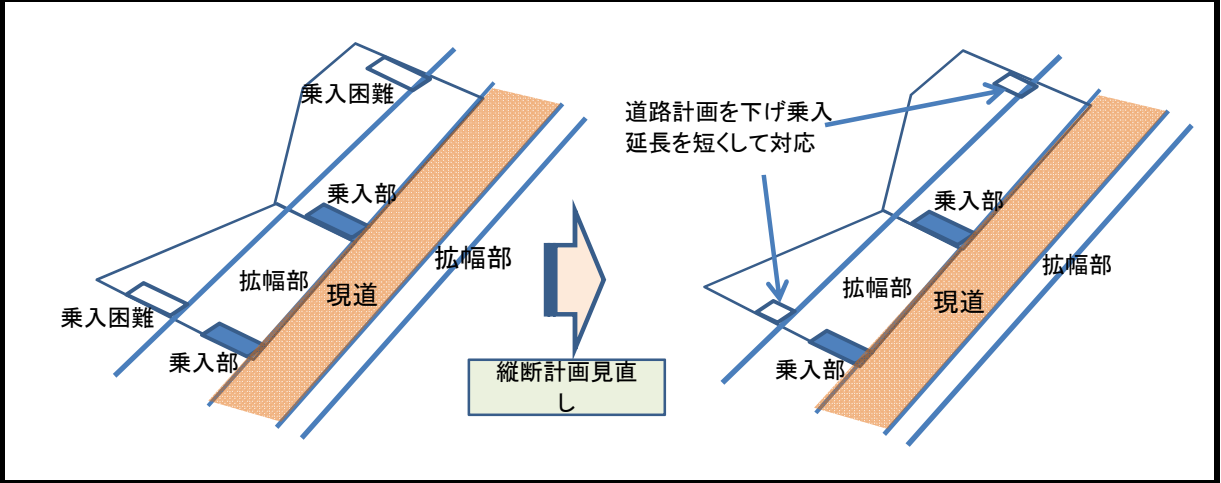 乗入困難
乗入部
拡幅部
拡幅部
現道
乗入困難
乗入部
縦断計画見直
し
道路計画を下げ乗入
延長を短くして対応
乗入部
拡幅部
拡幅部
現道
乗入部